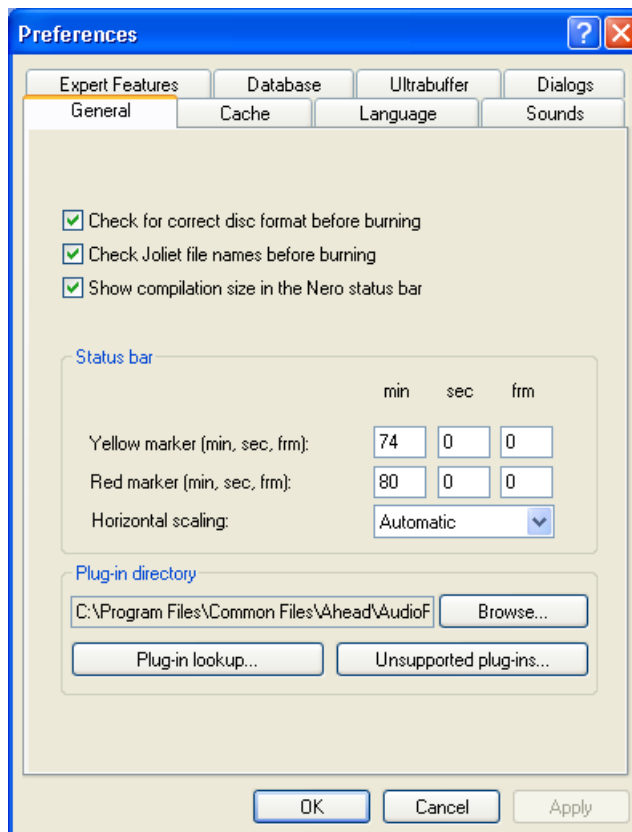 Preferences
Expert Features Database Ultrabuffer Dialogs
General Cache Language Sounds
Check for correct disc format before burning
Check Joliet file names before burning
Show compilation size in the Nero status bar
Status bar
min sec frm
Yellow marker (min, sec, frm): 74 0 0
Red marker (min, sec, frm): 80 0 0
Horizontal scaling: Automatic
Plug-in directory
C:\Program Files\Common Files\Ahead\AudioF Browse...
Plug-in lookup... Unsupported plug-ins...
OK Cancel Apply